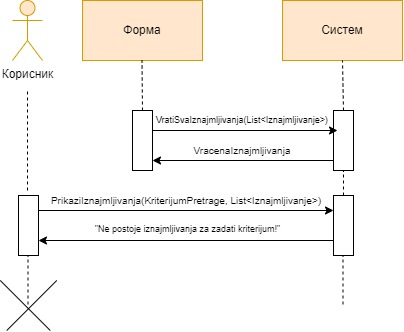 Форма
Систем
Корисник
VratiSvaIznajmljivanja(List<Iznajmljivanje>)
VracenaIznajmljivanja
PrikaziIznajmljivanja(KriterijumPretrage, List<Iznajmljivanje>)
"Ne postoje iznajmljivanja za zadati kriterijum!"